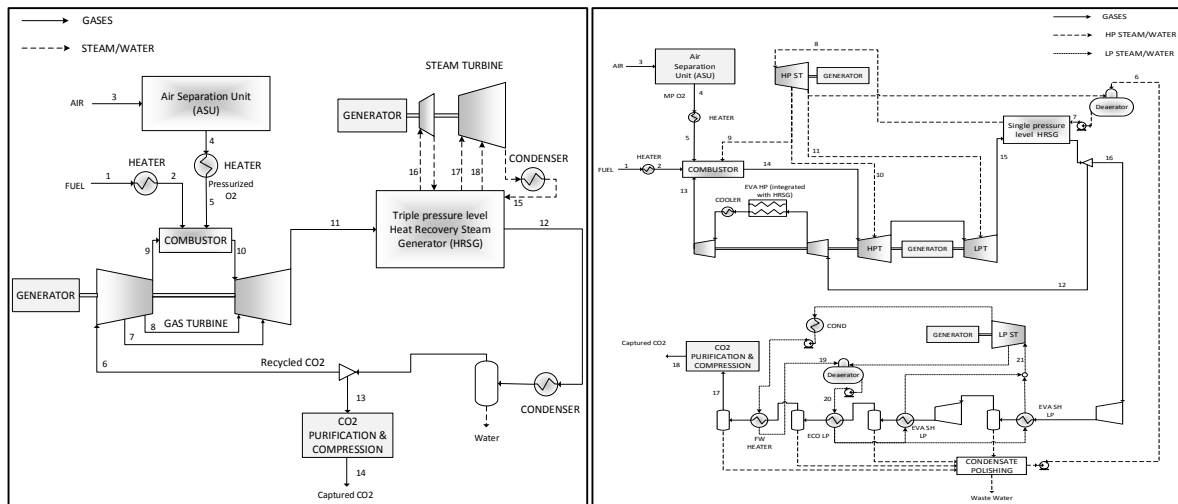 GASES
STEAM/WATER
STEAM TURBINE
Air Separation Unit
(ASU)
AIR
3
GENERATOR
4
HEATER
HEATER
CONDENSER
FUEL
1
2
Pressurized
O2
5
16
17
18
15
COMBUSTOR
Triple pressure level
Heat Recovery Steam
Generator (HRSG)
11
12
9
10
GENERATOR
8
GAS TURBINE
7
6
Recycled CO2
13
CONDENSER
CO2
PURIFICATION &
COMPRESSION
Water
14
Captured CO2
GASES
HP STEAM/WATER
LP STEAM/WATER
8
Air
Separation
Unit (ASU)
AIR
3
HP ST
GENERATOR
6
Deaerator
MP O2
4
HEATER
7
Single pressure
level HRSG
5
9
11
15
16
HEATER
FUEL
1
2
COMBUSTOR
14
10
13
EVA HP (integrated
with HRSG)
COOLER
HPT
GENERATOR
LPT
12
COND
GENERATOR
LP ST
Captured CO2
18
CO2
PURIFICATION &
COMPRESSION
19
Deaerator
21
17
20
FW
HEATER
ECO LP
EVA SH
LP
EVA SH
LP
CONDENSATE
POLISHING
Waste Water